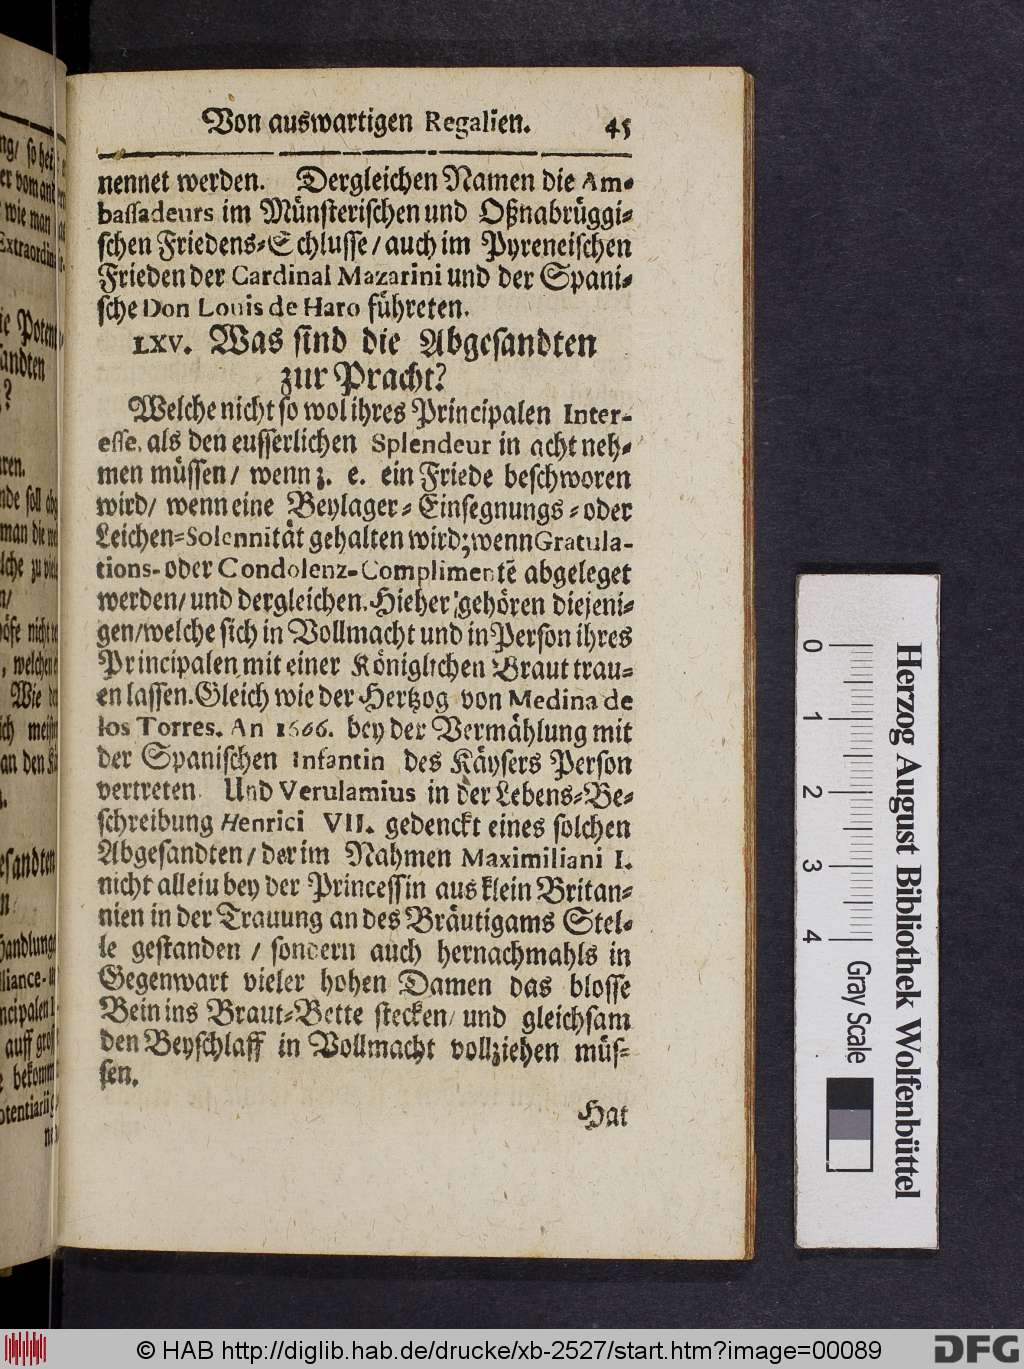 Von auswartigen Regalien. 45
nennet werden. Dergleichen Namen die Am-
bassadeurs im Münsterischen und Oßnabrüggi-
schen Friedens-Schlusse/ auch im Pyreneischen
Frieden der Cardinal Mazarini und der Spani-
sche Don Louis de Haro führeten.
LXV. Was sind die Abgesandten
zur Pracht?
Welche nicht so wol ihres Principalen Inter-
esse, als den eusserlichen Splendeur in acht neh-
men müssen/ wenn z. e. ein Friede beschworen
wird/ wenn eine Beylager- Einsegnungs- oder
Leichen-Solennität gehalten wird; wenn Gratula-
tions- oder Condolenz-Complimentē abgeleget
werden/ und dergleichen. Hieher gehören diejeni-
gen/ welche sich in Vollmacht und in Person ihres
Principalen mit einer Königlichen Braut trau-
en lassen. Gleich wie der Hertzog von Medina de
los Torres. An 1666. bey der Vermählung mit
der Spanischen Infantin des Käysers Person
vertreten. Und Verulamius in der Lebens-Be-
schreibung Henrici VII. gedenckt eines solchen
Abgesandten/ der im Nahmen Maximiliani I.
nicht alleiu bey der Princessin aus klein Britan-
nien in der Trauung an des Bräutigams Stel-
le gestanden / sondern auch hernachmahls in
Gegenwart vieler hohen Damen das blosse
Bein ins Braut-Bette stecken/ und gleichsam
den Beyschlaff in Vollmacht vollziehen müs-
sen.
Hat
0 1 2 3 4
Gray Scale
Herzog August Bibliothek Wolfenbüttel
© HAB http://diglib.hab.de/drucke/xb-2527/start.htm?image=00089
DFG